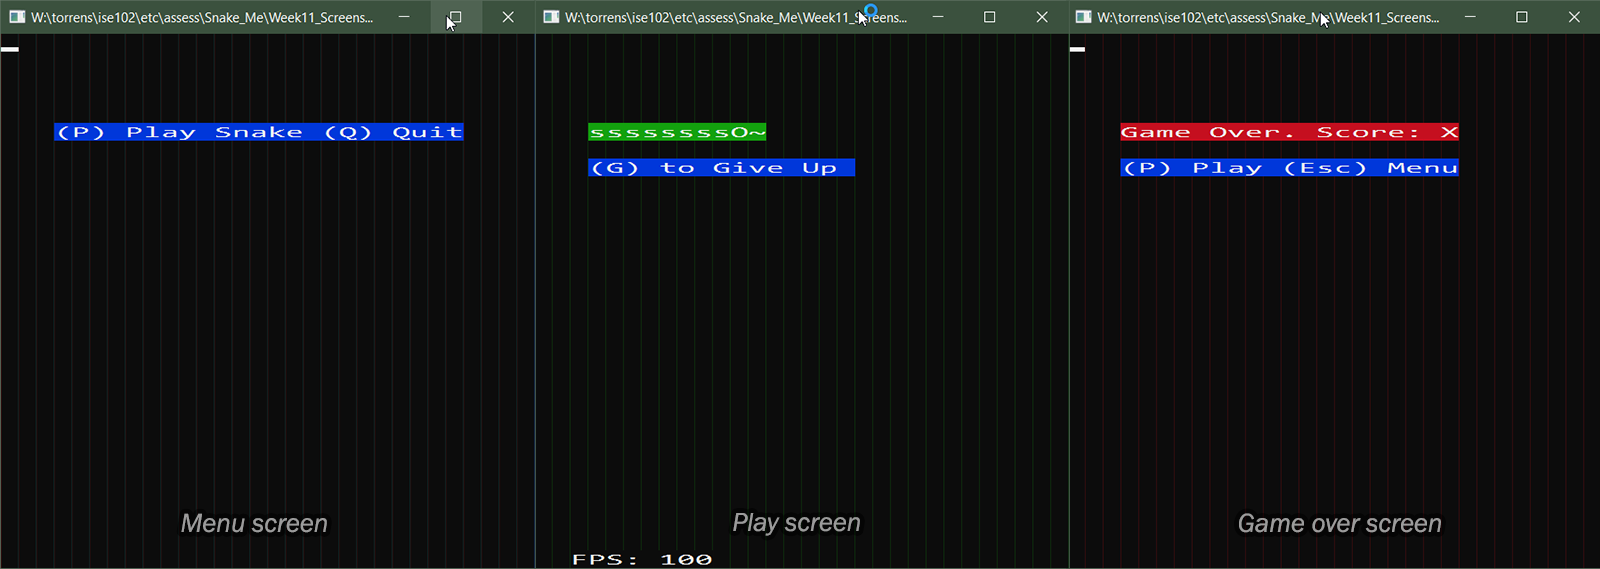 W:\torrens\ise102\etc\assess\Snake_Me\Week11_Screens...
(P) Play Snake (Q) Quit
Menu screen
W:\torrens\ise102\etc\assess\Snake_Me\Week11_Screens...
ssssssssO~
(G) to Give Up
Play screen
FPS: 100
W:\torrens\ise102\etc\assess\Snake_Me\Week11_Screens...
Game Over. Score: X
(P) Play (Esc) Menu
Game over screen